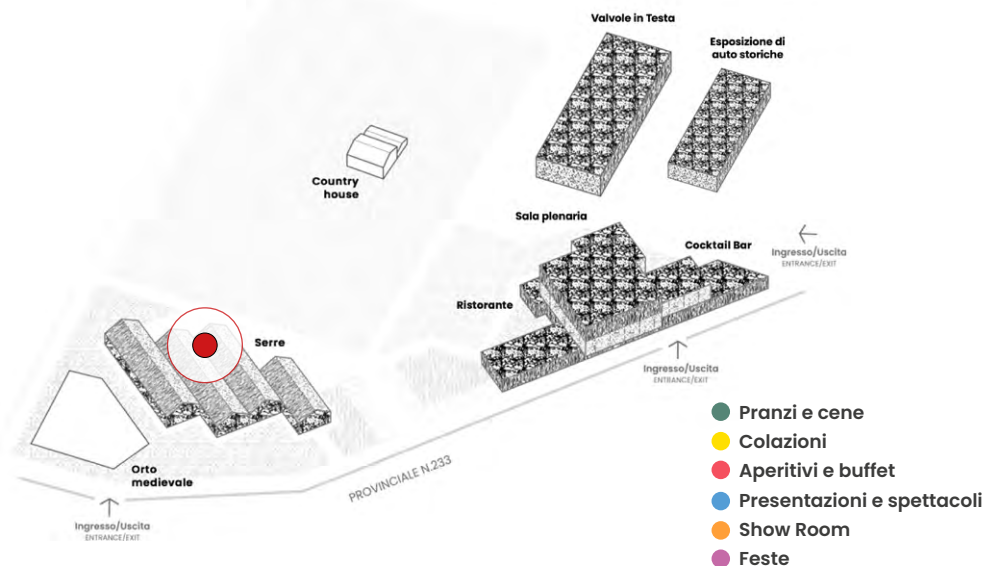 Valvole in Testa
Esposizione di
auto storiche
Country
house
Sala plenaria
Cocktail Bar
Ingresso/Uscita
ENTRANCE/EXIT
Ristorante
Serre
Ingresso/Uscita
ENTRANCE/EXIT
Orto
medievale
PROVINCIALE N.233
Ingresso/Uscita
ENTRANCE/EXIT
Pranzi e cene
Colazioni
Aperitivi e buffet
Presentazioni e spettacoli
Show Room
Feste